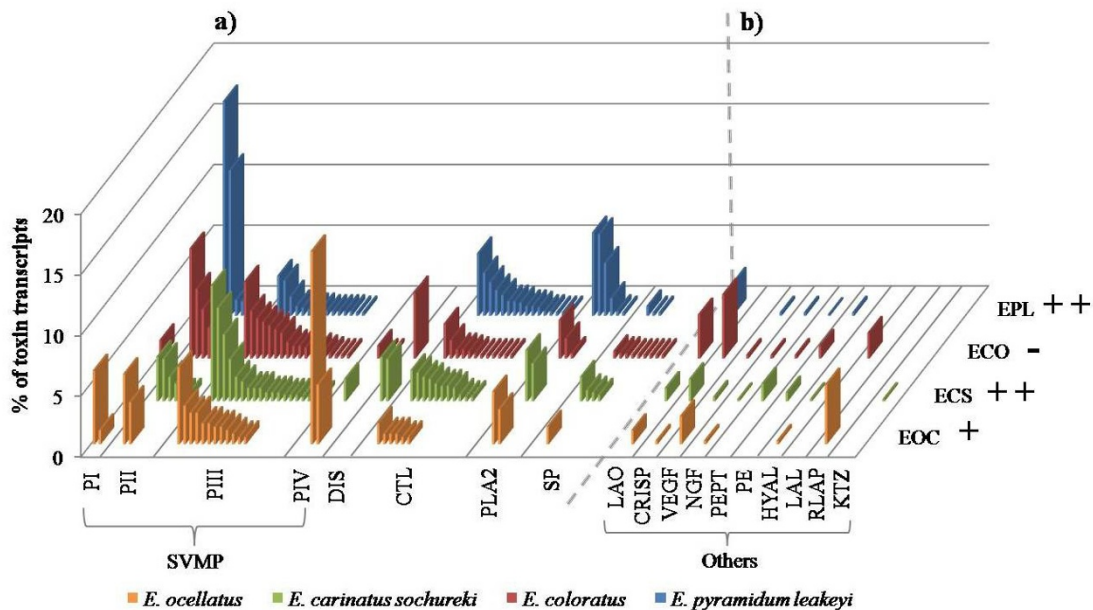 a)
b)
% of toxin transcripts
20
15
10
5
0
EPL ++
ECO -
ECS ++
EOC +
PI
PII
PIII
PIV
DIS
CTL
PLA2
SP
LAO
CRISP
VEGF
NGF
PEPT
PE
HYAL
LAL
RLAP
KTZ
SVMP
Others
E. ocellatus
E. carinatus sochureki
E. coloratus
E. pyramidum leakeyi